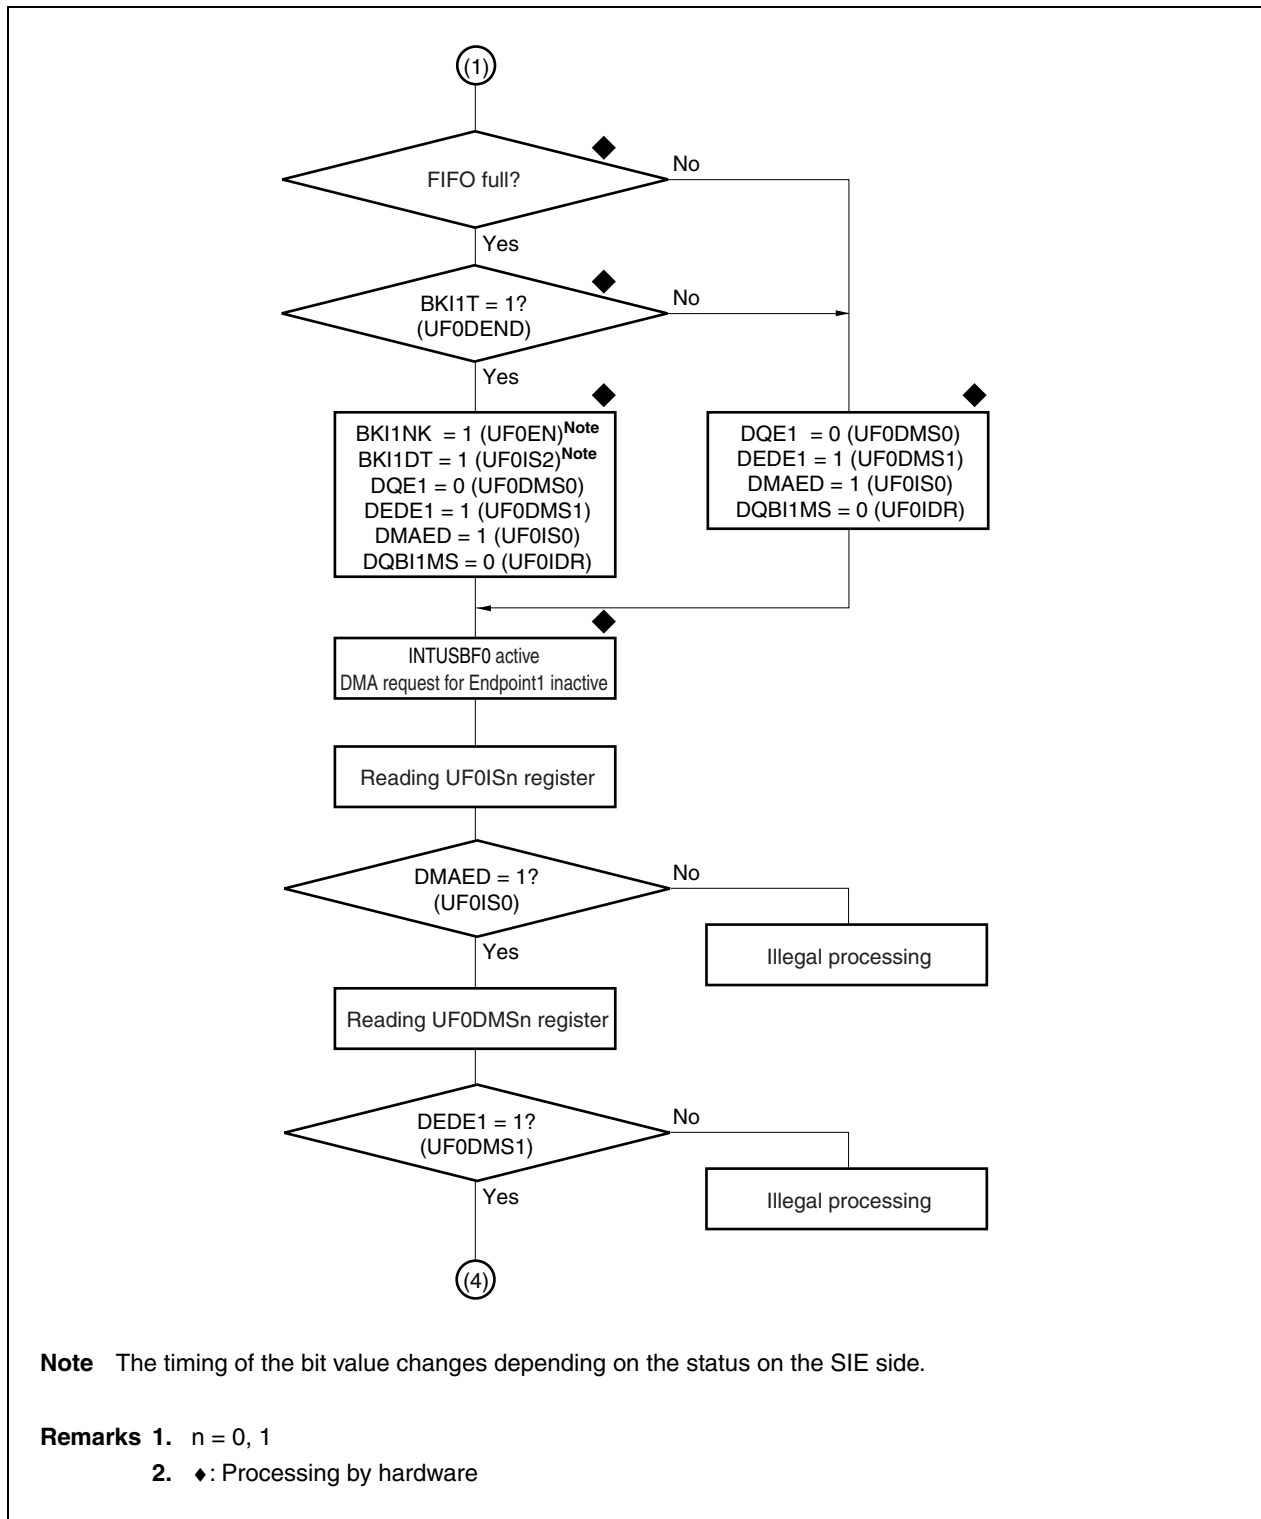 (1)
FIFO full?
No
Yes
BKI1T = 1?
(UF0DEND)
No
Yes
BKI1NK = 1 (UF0EN)Note
BKI1DT = 1 (UF0IS2)Note
DQE1 = 0 (UF0DMS0)
DEDE1 = 1 (UF0DMS1)
DMAED = 1 (UF0IS0)
DQBI1MS = 0 (UF0IDR)
DQE1 = 0 (UF0DMS0)
DEDE1 = 1 (UF0DMS1)
DMAED = 1 (UF0IS0)
DQBI1MS = 0 (UF0IDR)
INTUSBF0 active
DMA request for Endpoint1 inactive
Reading UF0ISn register
DMAED = 1?
(UF0IS0)
No
Yes
Illegal processing
Reading UF0DMSn register
DEDE1 = 1?
(UF0DMS1)
No
Yes
Illegal processing
(4)
Note The timing of the bit value changes depending on the status on the SIE side.
Remarks 1. n = 0, 1
2. ♦: Processing by hardware